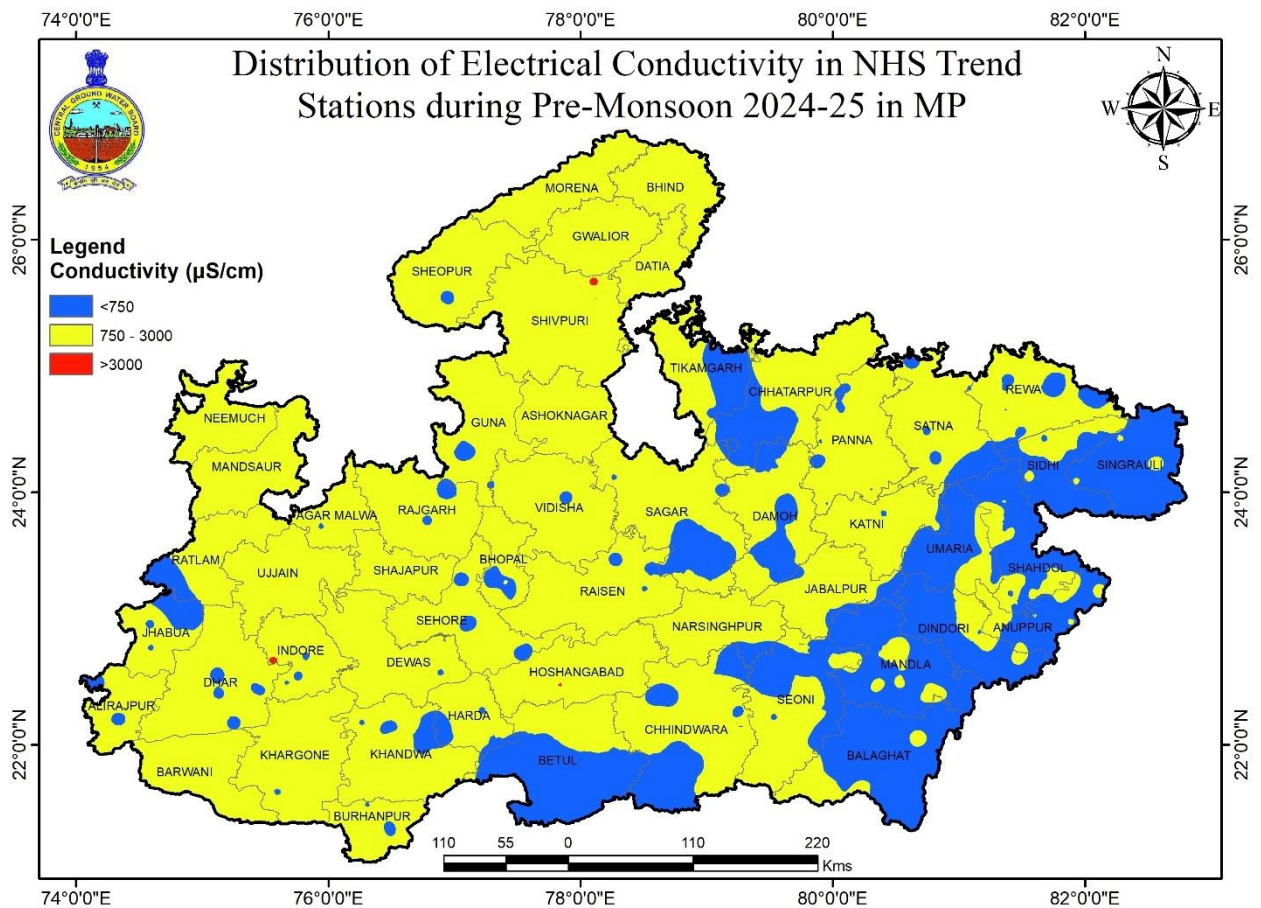 74°0'0"E 76°0'0"E 78°0'0"E 80°0'0"E 82°0'0"E
Distribution of Electrical Conductivity in NHS Trend
Stations during Pre-Monsoon 2024-25 in MP
CENTRAL GROUND WATER BOARD
1954
N
W E
S
26°0'0"N
24°0'0"N
22°0'0"N
Legend
Conductivity (µS/cm)
<750
750 - 3000
>3000
MORENA
BHIND
GWALIOR
DATIA
SHEOPUR
SHIVPURI
TIKAMGARH
CHHATARPUR
REWA
NEEMUCH
GUNA
ASHOKNAGAR
PANNA
SATNA
MANDSAUR
SIDHI
SINGRAULI
AGAR MALWA
RAJGARH
VIDISHA
SAGAR
DAMOH
KATNI
RATLAM
UJJAIN
SHAJAPUR
BHOPAL
RAISEN
JABALPUR
UMARIA
SHAHDOL
JHABUA
INDORE
SEHORE
NARSINGHPUR
DINDORI
ANUPPUR
DHAR
DEWAS
HOSHANGABAD
MANDLA
ALIRAJPUR
HARDA
CHHINDWARA
SEONI
BARWANI
KHARGONE
KHANDWA
BETUL
BALAGHAT
BURHANPUR
26°0'0"N
24°0'0"N
22°0'0"N
110 55 0 110 220
Kms
74°0'0"E 76°0'0"E 78°0'0"E 80°0'0"E 82°0'0"E